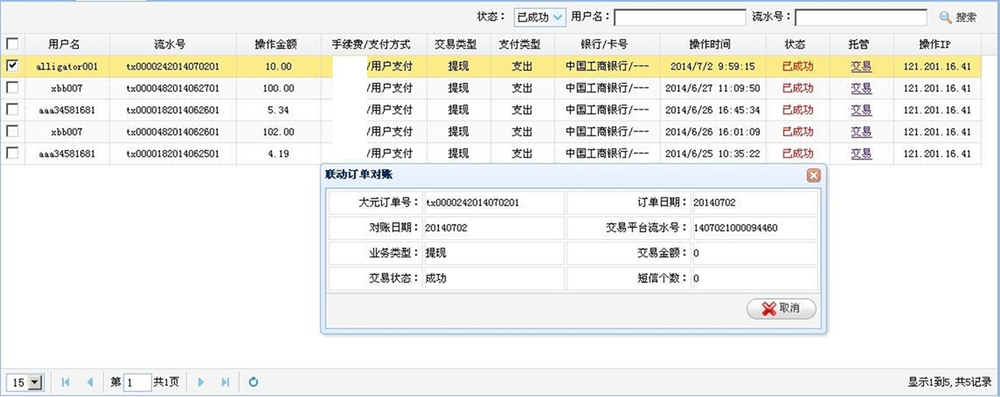 状态： 已成功 用户名： 流水号： 搜索
用户名 流水号 操作金额 手续费/支付方式 交易类型 支付类型 银行/卡号 操作时间 状态 托管 操作IP
alligator001 tx0000242014070201 10.00 /用户支付 提现 支出 中国工商银行/--- 2014/7/2 9:59:15 已成功 交易 121.201.16.41
xbb007 tx0000482014062701 100.00 /用户支付 提现 支出 中国工商银行/--- 2014/6/27 11:09:50 已成功 交易 121.201.16.41
aaa34581681 tx0000182014062601 5.34 /用户支付 提现 支出 中国工商银行/--- 2014/6/26 16:45:34 已成功 交易 121.201.16.41
xbb007 tx0000482014062601 102.00 /用户支付 提现 支出 中国工商银行/--- 2014/6/26 16:01:09 已成功 交易 121.201.16.41
aaa34581681 tx0000182014062501 4.19 /用户支付 提现 支出 中国工商银行/--- 2014/6/25 10:35:22 已成功 交易 121.201.16.41
联动订单对账
大元订单号： tx0000242014070201 订单日期： 20140702
对账日期： 20140702 交易平台流水号： 1407021000094460
业务类型： 提现 交易金额： 0
交易状态： 成功 短信个数： 0
取消
15 第 1 共1页 显示1到5, 共5记录